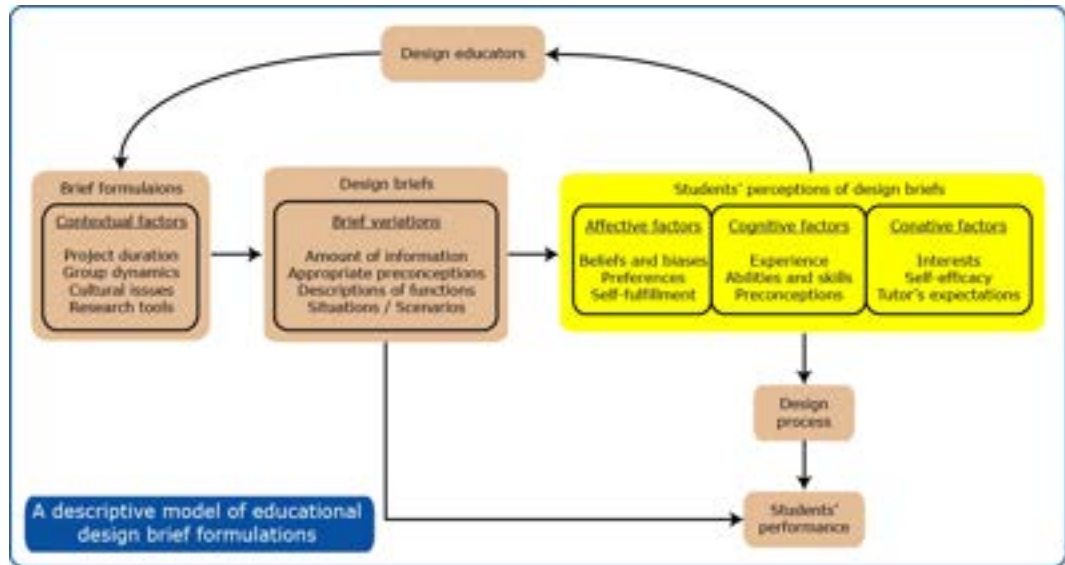 Design educators
Brief formulaions
Contextual factors
Project duration
Group dynamics
Cultural issues
Research tools
Design briefs
Brief variations
Amount of information
Appropriate preconceptions
Descriptions of functions
Situations / Scenarios
Students' perceptions of design briefs
Affective factors
Beliefs and biases
Preferences
Self-fulfillment
Cognitive factors
Experience
Abilities and skills
Preconceptions
Conative factors
Interests
Self-efficacy
Tutor's expectations
Design
process
Students'
performance
A descriptive model of educational
design brief formulations